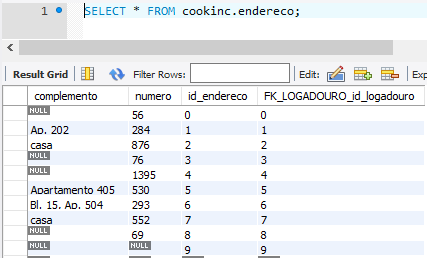 1 SELECT * FROM cookinc.endereco;
Result Grid Filter Rows: Edit: Exp
complemento numero id_endereco FK_LOGADOURO_id_logadouro
NULL 56 0 0
Ap. 202 284 1 1
casa 876 2 2
NULL 76 3 3
NULL 1395 4 4
Apartamento 405 530 5 5
Bl. 15, Ap. 504 293 6 6
casa 552 7 7
NULL 69 8 8
NULL NULL 9 9